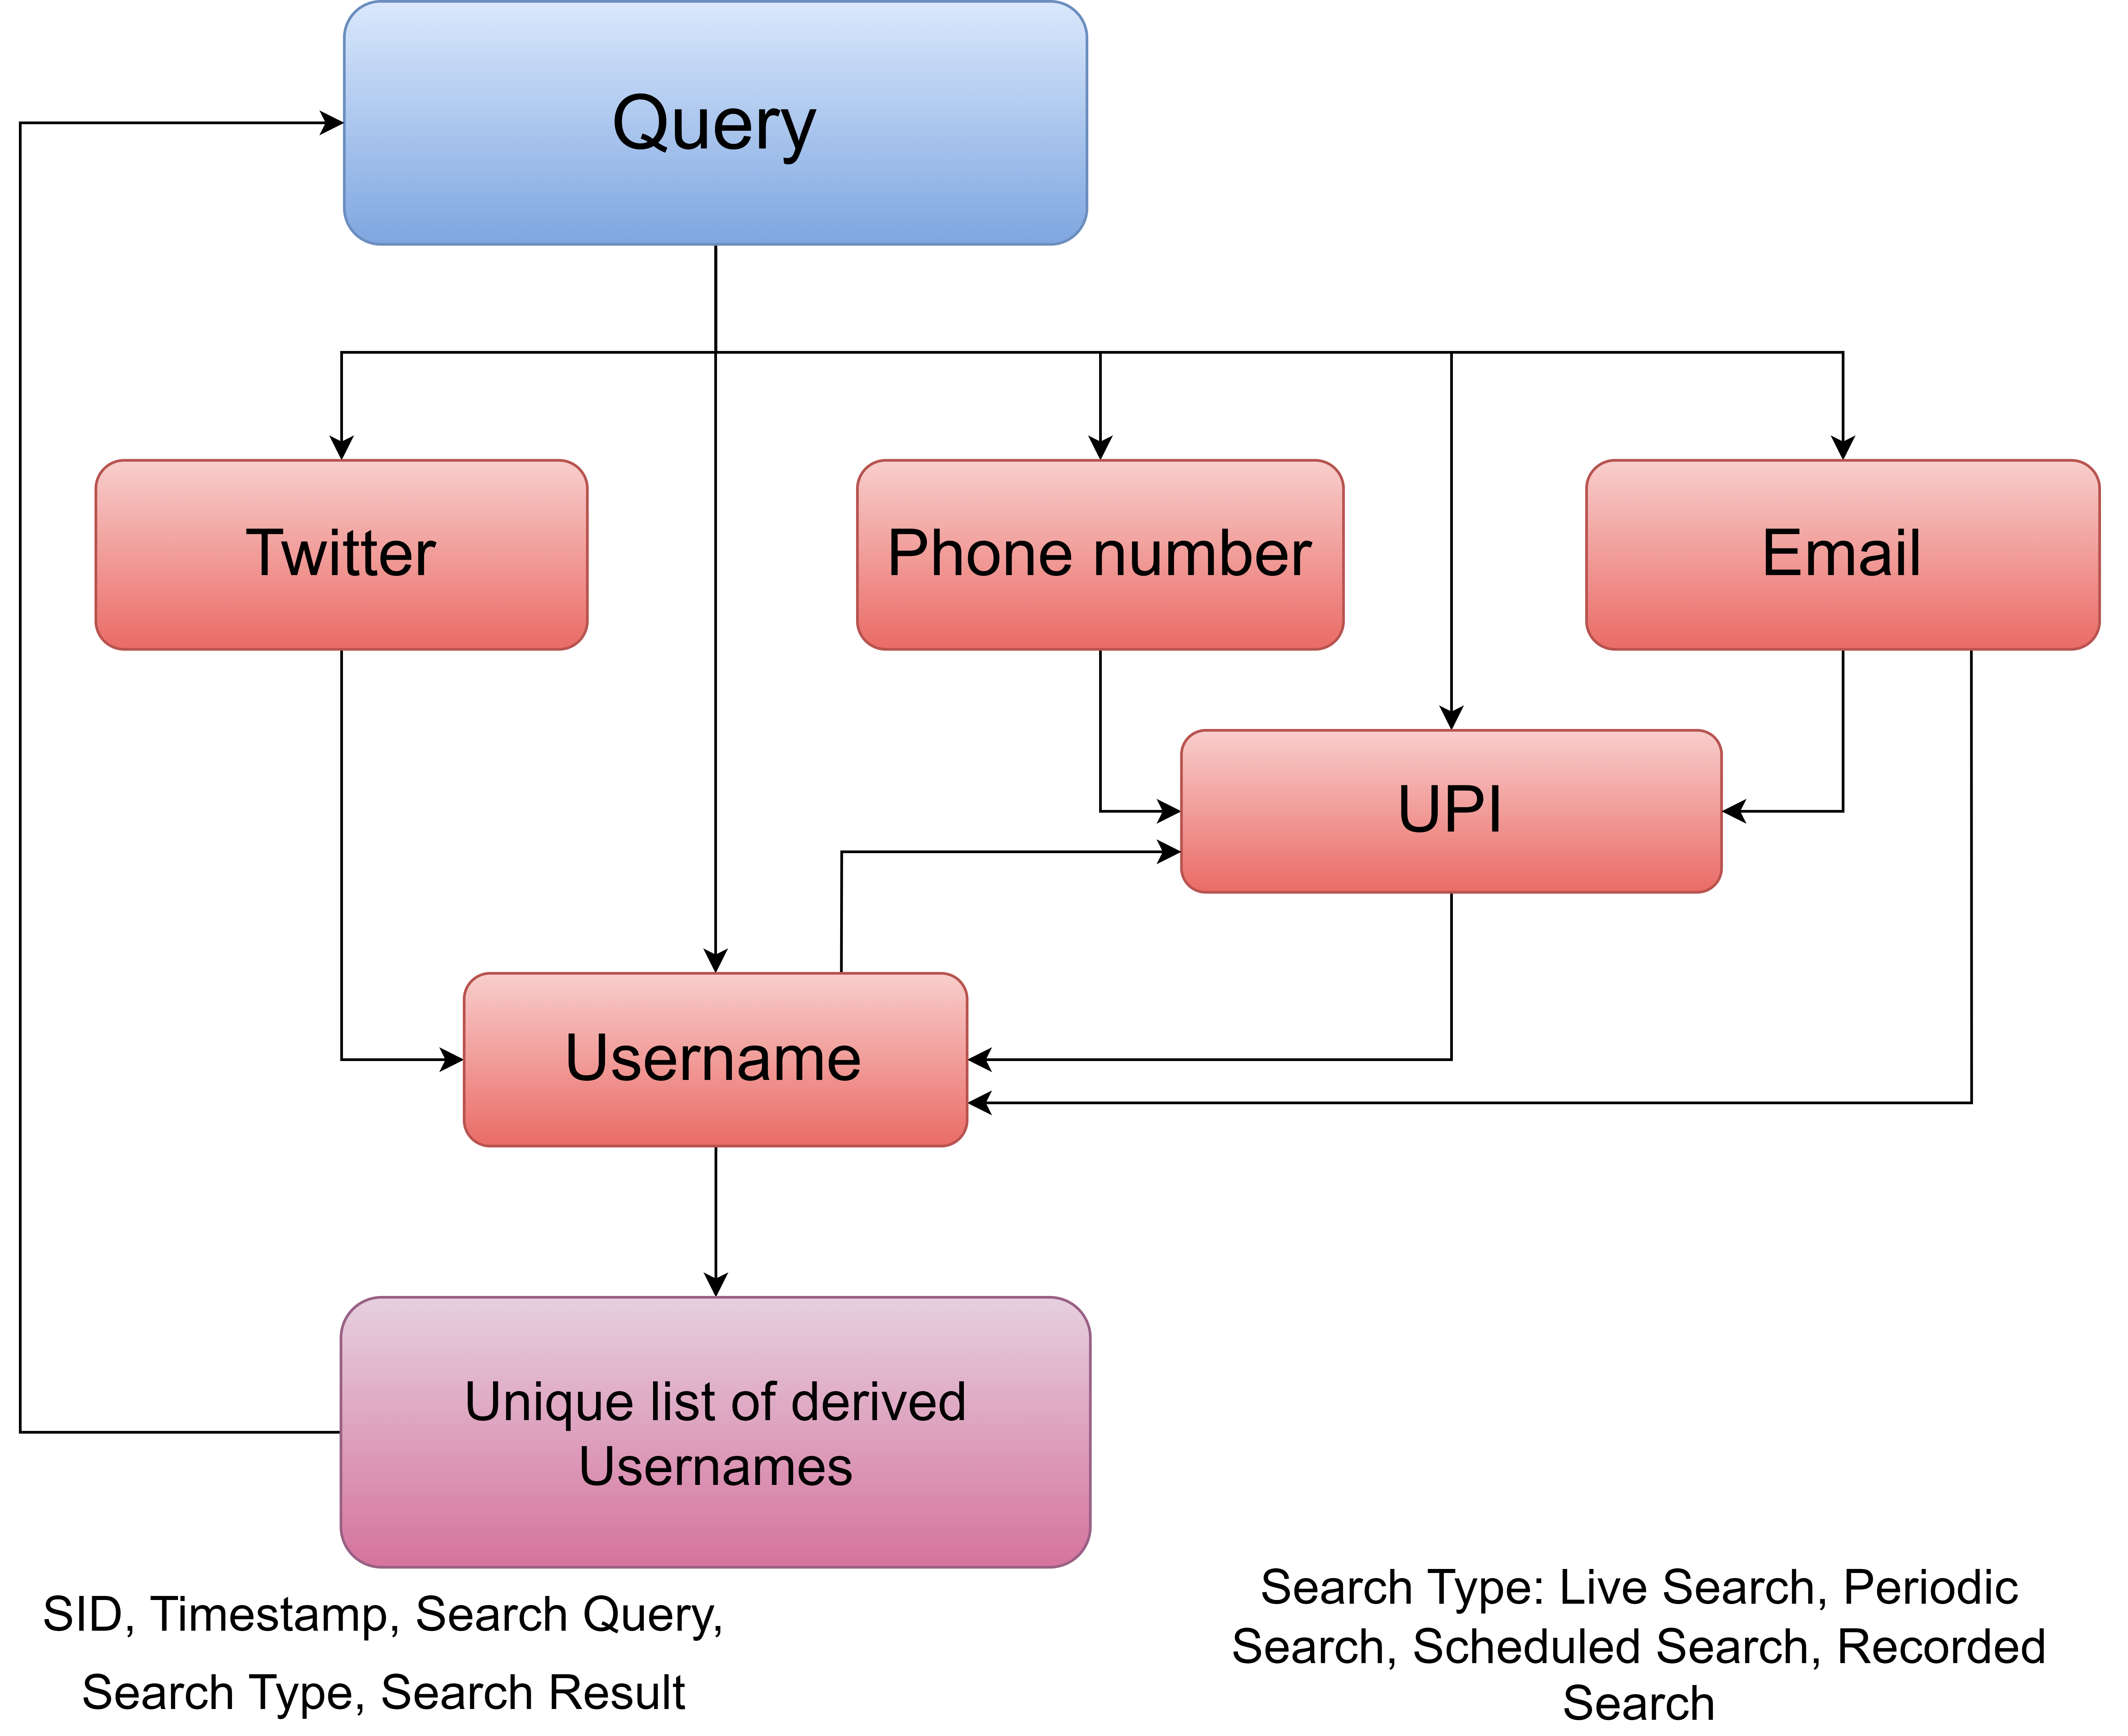 Query
Twitter
Phone number
Email
UPI
Username
Unique list of derived
Usernames
SID, Timestamp, Search Query,
Search Type, Search Result
Search Type: Live Search, Periodic
Search, Scheduled Search, Recorded
Search